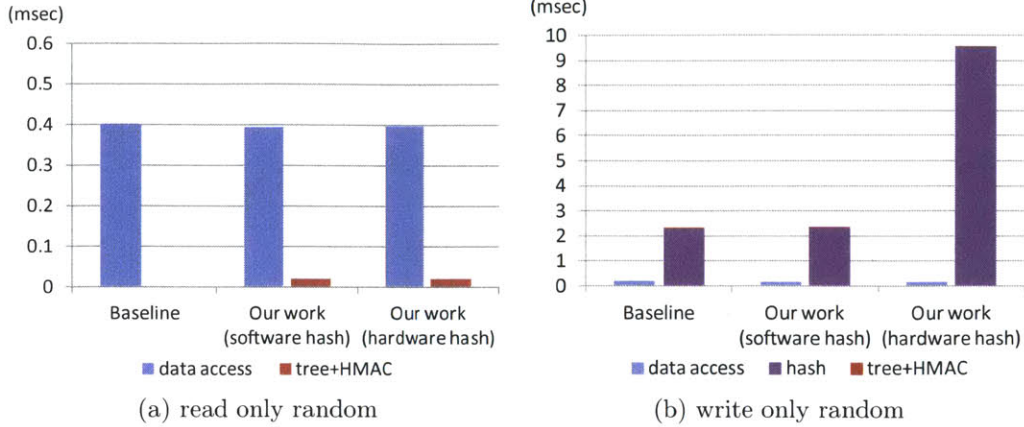 (msec)
0.6
0.5
0.4
0.3
0.2
0.1
0
Baseline
Our work
(software hash)
Our work
(hardware hash)
data access
tree+HMAC
(a) read only random
(msec)
10
9
8
7
6
5
4
3
2
1
0
Baseline
Our work
(software hash)
Our work
(hardware hash)
data access
hash
tree+HMAC
(b) write only random